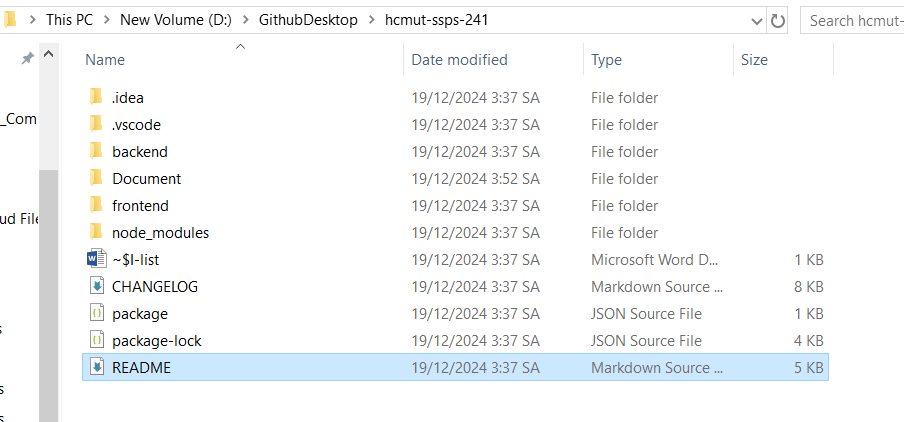 This PC > New Volume (D:) > GithubDesktop > hcmut-ssps-241
Search hcmut-ssps-
Name Date modified Type Size
.idea 19/12/2024 3:37 SA File folder
_Com
.vscode 19/12/2024 3:37 SA File folder
backend 19/12/2024 3:37 SA File folder
Document 19/12/2024 3:52 SA File folder
frontend 19/12/2024 3:37 SA File folder
ud File
node_modules 19/12/2024 3:37 SA File folder
~$I-list 19/12/2024 3:37 SA Microsoft Word D... 1 KB
CHANGELOG 19/12/2024 3:37 SA Markdown Source ... 8 KB
package 19/12/2024 3:37 SA JSON Source File 1 KB
package-lock 19/12/2024 3:37 SA JSON Source File 4 KB
README 19/12/2024 3:37 SA Markdown Source ... 5 KB